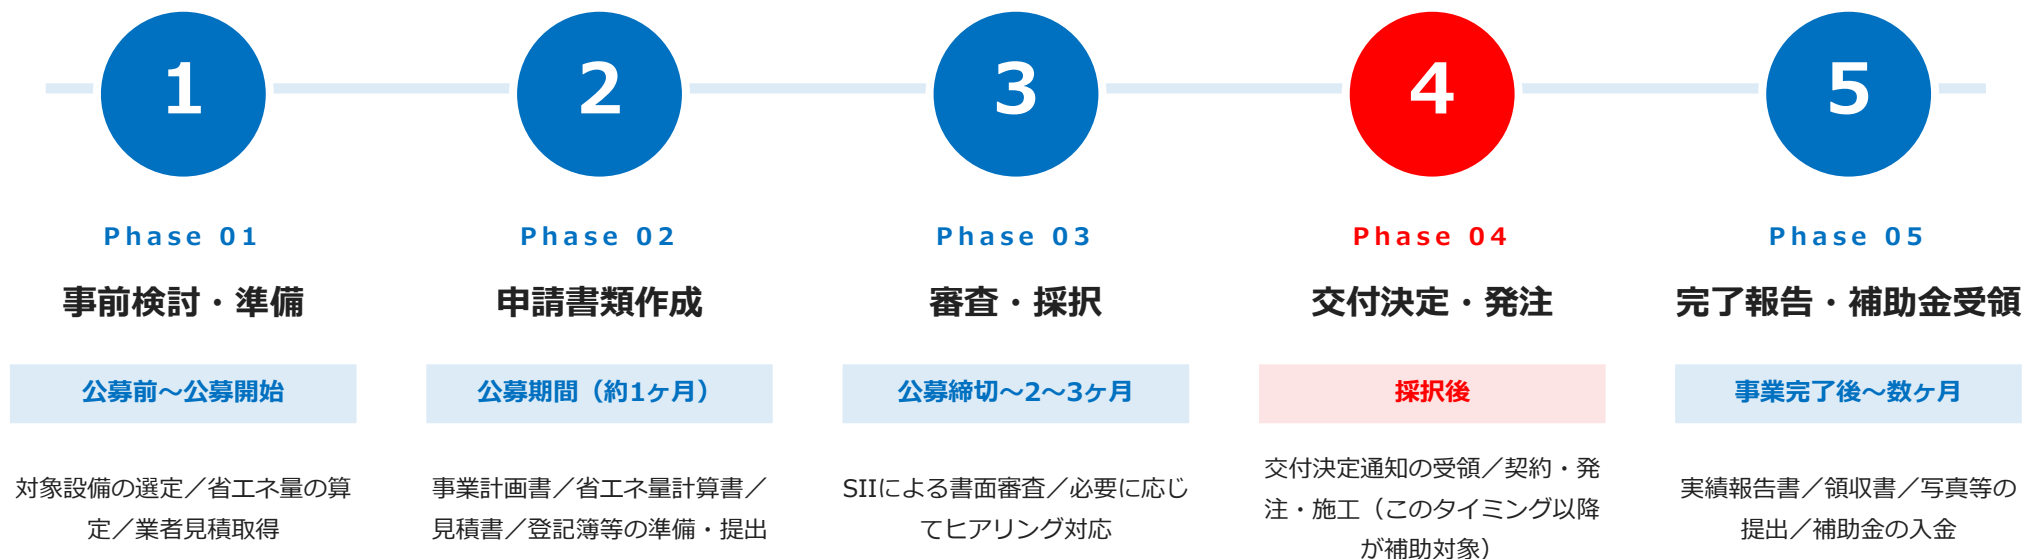 1
2
3
4
5
Phase 01
Phase 02
Phase 03
Phase 04
Phase 05
事前検討・準備
申請書類作成
審査・採択
交付決定・発注
完了報告・補助金受領
公募前～公募開始
公募期間（約1ヶ月）
公募締切～2～3ヶ月
採択後
事業完了後～数ヶ月
対象設備の選定／省エネ量の算
定／業者見積取得
事業計画書／省エネ量計算書／
見積書／登記簿等の準備・提出
SIIによる書面審査／必要に応じ
てヒアリング対応
交付決定通知の受領／契約・発
注・施工（このタイミング以降
が補助対象）
実績報告書／領収書／写真等の
提出／補助金の入金